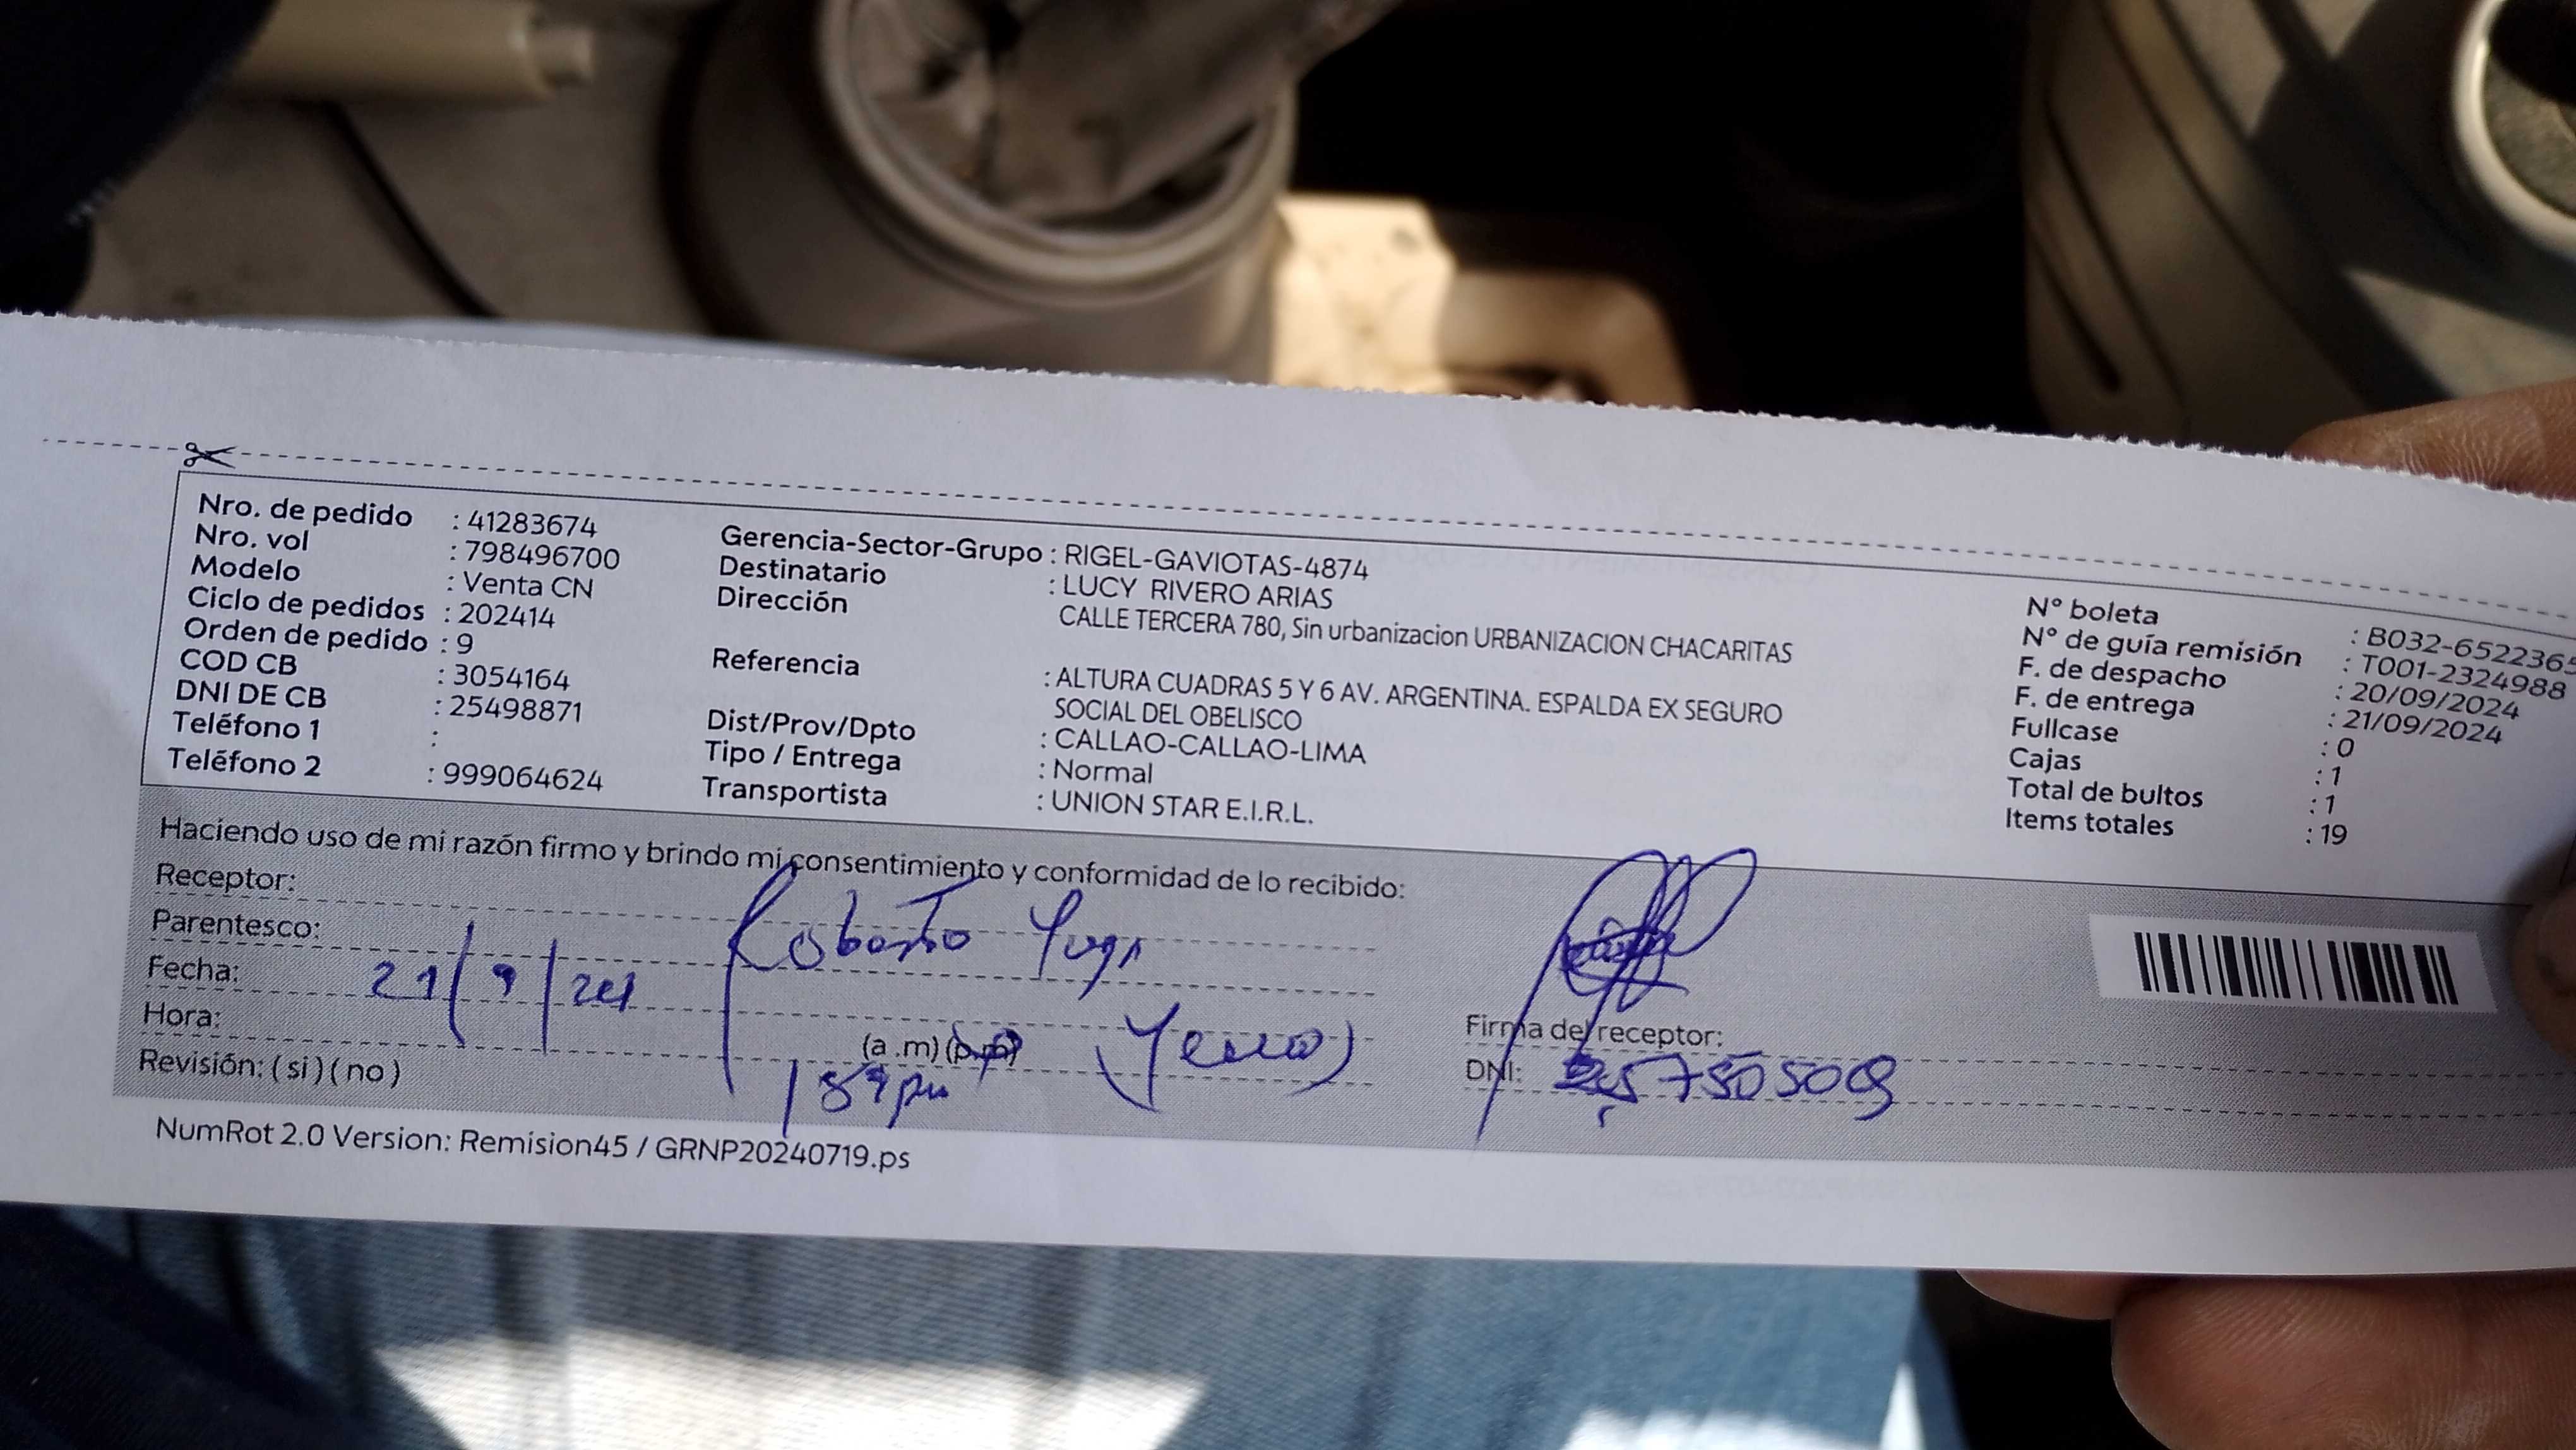 Nro. de pedido : 41283674
Nro. vol : 798496700
Modelo : Venta CN
Ciclo de pedidos : 202414
Orden de pedido : 9
COD CB : 3054164
DNI DE CB : 25498871
Teléfono 1 :
Teléfono 2 : 999064624
Gerencia-Sector-Grupo : RIGEL-GAVIOTAS-4874
Destinatario : LUCY RIVERO ARIAS
Dirección CALLE TERCERA 780, Sin urbanizacion URBANIZACION CHACARITAS
Referencia : ALTURA CUADRAS 5 Y 6 AV. ARGENTINA. ESPALDA EX SEGURO
SOCIAL DEL OBELISCO
Dist/Prov/Dpto : CALLAO-CALLAO-LIMA
Tipo / Entrega : Normal
Transportista : UNION STAR E.I.R.L.
N° boleta : B032-6522365
N° de guía remisión : T001-2324988
F. de despacho : 20/09/2024
F. de entrega : 21/09/2024
Fullcase : 0
Cajas : 1
Total de bultos : 1
Items totales : 19
Haciendo uso de mi razón firmo y brindo mi consentimiento y conformidad de lo recibido:
Receptor:
Parentesco: Roberto
Fecha: 21/9/24
Hora: (a.m) (p.m)
Revisión: (si) (no)
Firma del receptor:
DNI: 25750509
NumRot 2.0 Version: Remision45 / GRNP20240719.ps